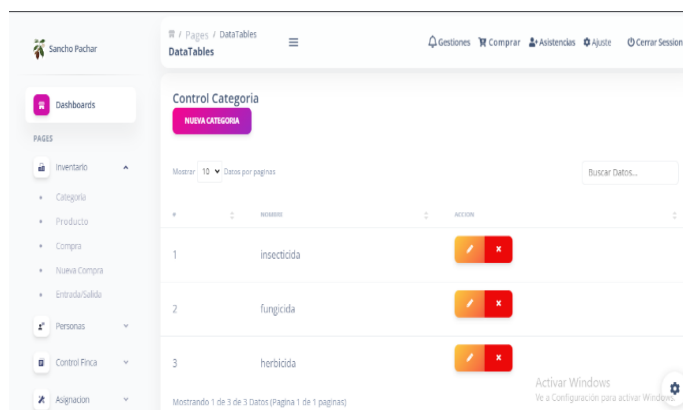 Sancho Pachar
Dashboards
PAGES
Inventario
Categoria
Producto
Compra
Nueva Compra
Entrada/Salida
Personas
Control Finca
Asignacion
/ Pages / DataTables
DataTables
Gestiones Comprar Asistencias Ajuste Cerrar Session
Control Categoria
NUEVA CATEGORIA
Mostrar 10 Datos por paginas
Buscar Datos...
# NOMBRE ACCION
1 insecticida
2 fungicida
3 herbicida
Mostrando 1 de 3 de 3 Datos (Pagina 1 de 1 paginas)
Activar Windows
Ve a Configuración para activar Windows.